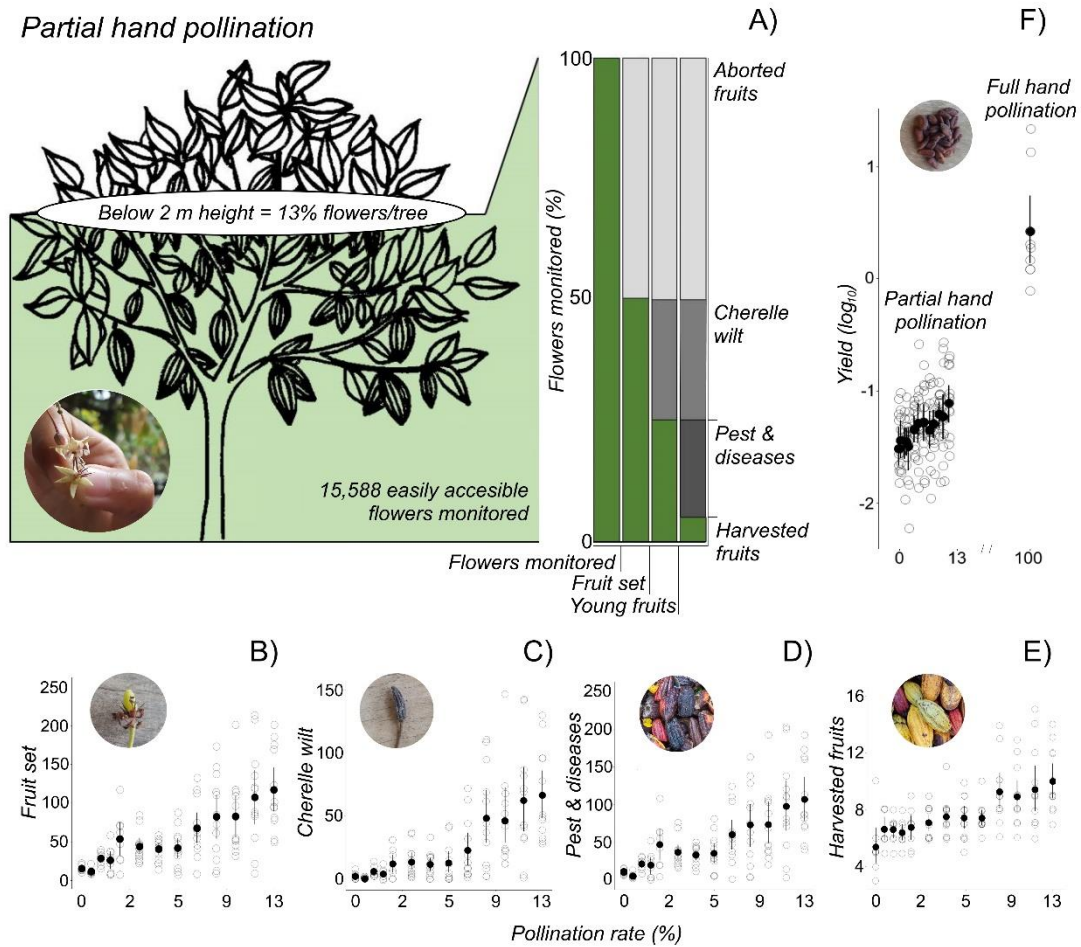 Partial hand pollination
A)
F)
100
Aborted
fruits
Full hand
pollination
Below 2 m height = 13% flowers/tree
Flowers monitored (%)
50
Cherelle
wilt
Pest &
diseases
15,588 easily accesible
flowers monitored
0
Harvested
fruits
Flowers monitored
Fruit set
Young fruits
Yield (log10)
1
0
-1
-2
Partial hand
pollination
0 13 // 100
B)
Fruit set
250
200
150
100
50
0
0 2 5 9 13
C)
Cherelle wilt
150
100
50
0
0 2 5 9 13
D)
Pest & diseases
250
200
150
100
50
0
0 2 5 9 13
E)
Harvested fruits
16
12
8
4
0 2 5 9 13
Pollination rate (%)